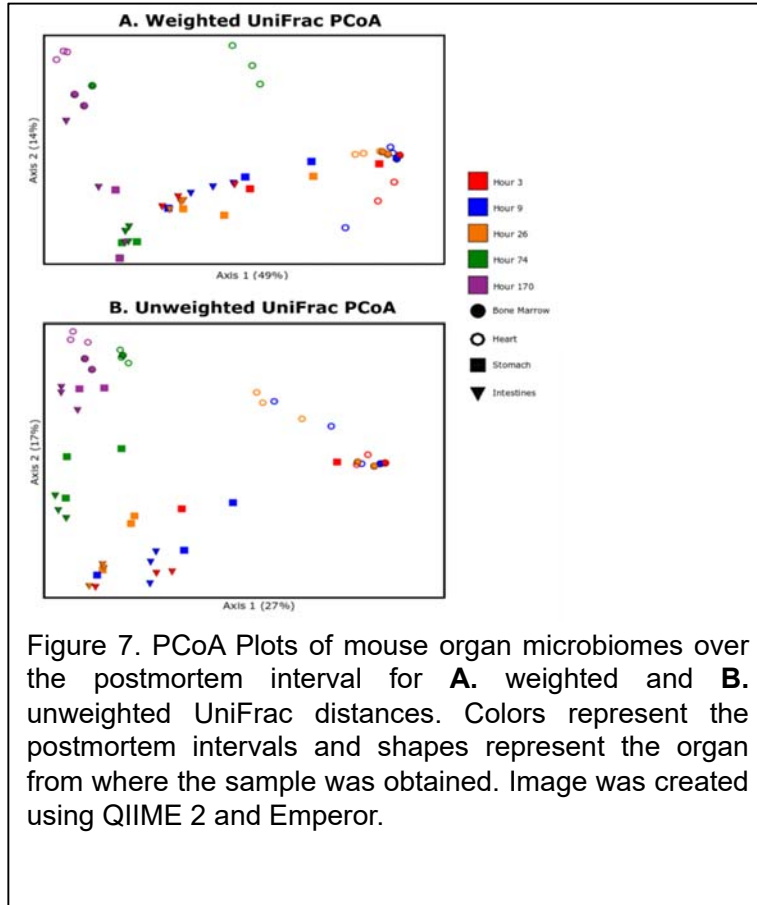 A. Weighted UniFrac PCoA
Axis 2 (14%)
Axis 1 (49%)
B. Unweighted UniFrac PCoA
Axis 2 (17%)
Axis 1 (27%)
Hour 3
Hour 9
Hour 26
Hour 74
Hour 170
Bone Marrow
Heart
Stomach
Intestines
Figure 7. PCoA Plots of mouse organ microbiomes over
the postmortem interval for A. weighted and B.
unweighted UniFrac distances. Colors represent the
postmortem intervals and shapes represent the organ
from where the sample was obtained. Image was created
using QIIME 2 and Emperor.